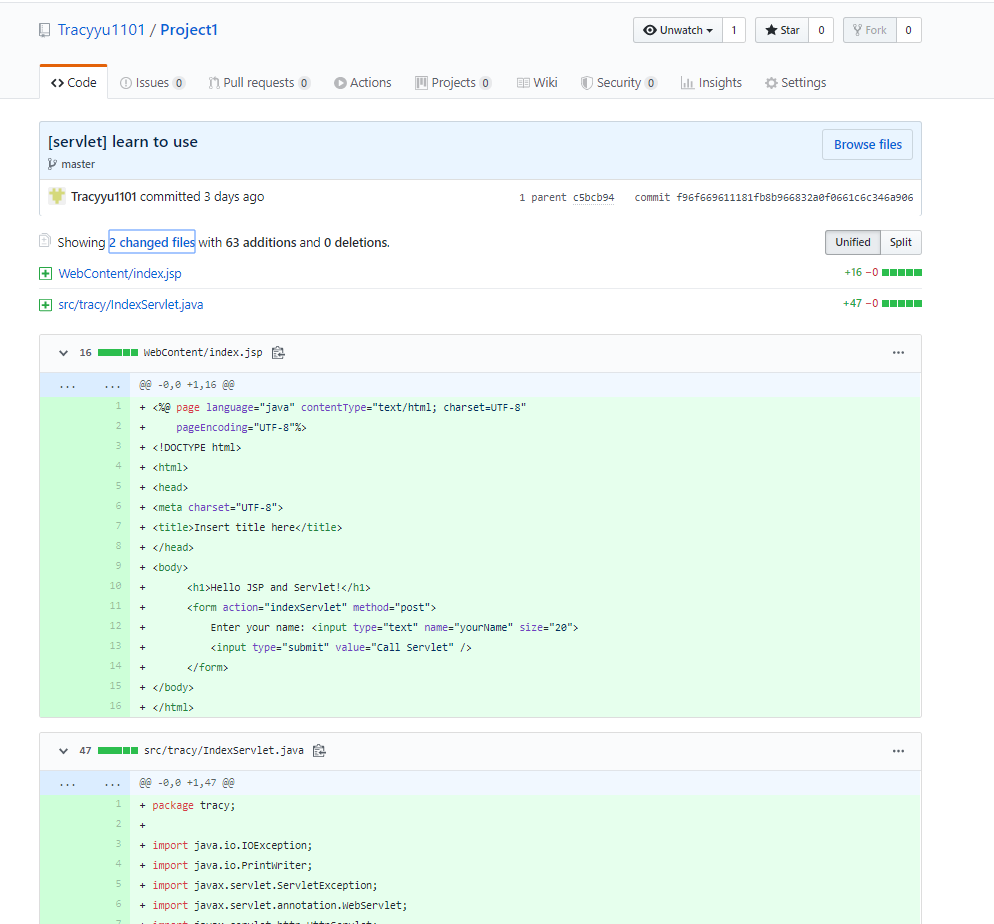 Tracyyu1101 / Project1
Unwatch 1 Star 0 Fork 0
Code Issues 0 Pull requests 0 Actions Projects 0 Wiki Security 0 Insights Settings
[servlet] learn to use
Browse files
master
Tracyyu1101 committed 3 days ago
1 parent c5bcb94 commit f96f669611181fb8b966832a0f0661c6c346a906
Showing 2 changed files with 63 additions and 0 deletions.
Unified Split
WebContent/index.jsp +16 −0
src/tracy/IndexServlet.java +47 −0
16 WebContent/index.jsp
... ... @@ -0,0 +1,16 @@
1 + <%@ page language="java" contentType="text/html; charset=UTF-8"
2 +     pageEncoding="UTF-8"%>
3 + <!DOCTYPE html>
4 + <html>
5 + <head>
6 + <meta charset="UTF-8">
7 + <title>Insert title here</title>
8 + </head>
9 + <body>
10 +       <h1>Hello JSP and Servlet!</h1>
11 +       <form action="indexServlet" method="post">
12 +           Enter your name: <input type="text" name="yourName" size="20">
13 +           <input type="submit" value="Call Servlet" />
14 +       </form>
15 + </body>
16 + </html>
47 src/tracy/IndexServlet.java
... ... @@ -0,0 +1,47 @@
1 + package tracy;
2 +
3 + import java.io.IOException;
4 + import java.io.PrintWriter;
5 + import javax.servlet.ServletException;
6 + import javax.servlet.annotation.WebServlet;
7 + import javax.servlet.http.HttpServlet;